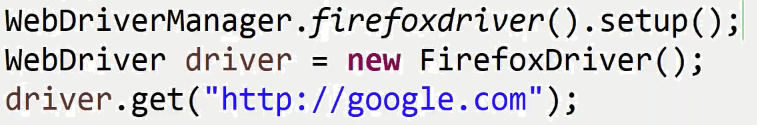 WebDriverManager.firefoxdriver().setup();
WebDriver driver = new FirefoxDriver();
driver.get("http://google.com");